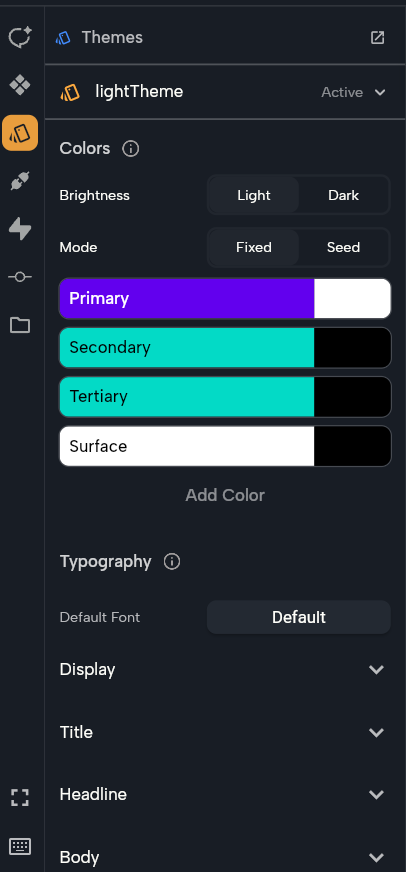 Themes
lightTheme Active
Colors
Brightness Light Dark
Mode Fixed Seed
Primary
Secondary
Tertiary
Surface
Add Color
Typography
Default Font Default
Display
Title
Headline
Body